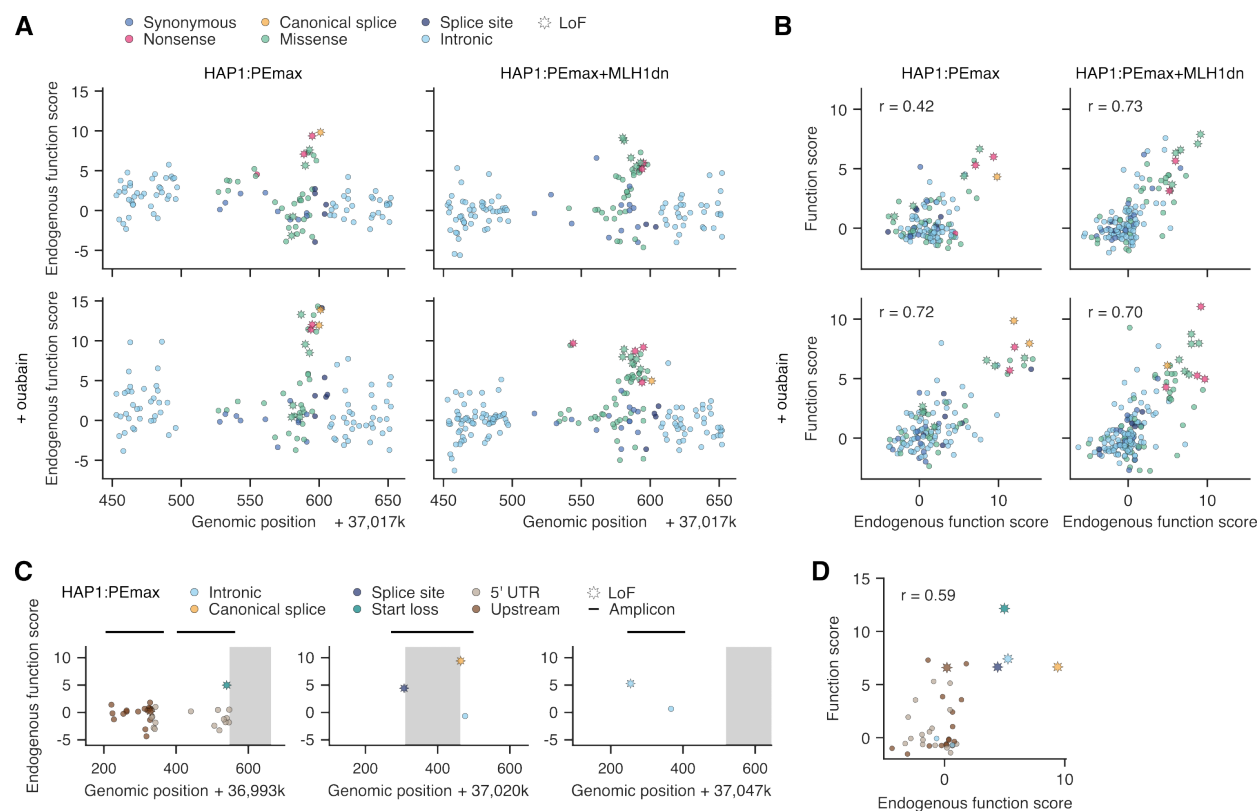 A
Synonymous
Canonical splice
Splice site
LoF
Nonsense
Missense
Intronic
HAP1:PEmax
HAP1:PEmax+MLH1dn
Endogenous function score
15
10
5
0
-5
450
500
550
600
650
450
500
550
600
650
+ ouabain
Endogenous function score
15
10
5
0
-5
Genomic position + 37,017k
Genomic position + 37,017k
B
HAP1:PEmax
HAP1:PEmax+MLH1dn
Function score
10
5
0
r = 0.42
r = 0.73
+ ouabain
Function score
10
5
0
r = 0.72
r = 0.70
0
10
0
10
Endogenous function score
Endogenous function score
C
HAP1:PEmax
Intronic
Splice site
5' UTR
LoF
Canonical splice
Start loss
Upstream
Amplicon
Endogenous function score
10
5
0
-5
200
400
600
Genomic position + 36,993k
10
5
0
-5
200
400
600
Genomic position + 37,020k
10
5
0
-5
200
400
600
Genomic position + 37,047k
D
r = 0.59
Function score
15
10
5
0
0
10
Endogenous function score